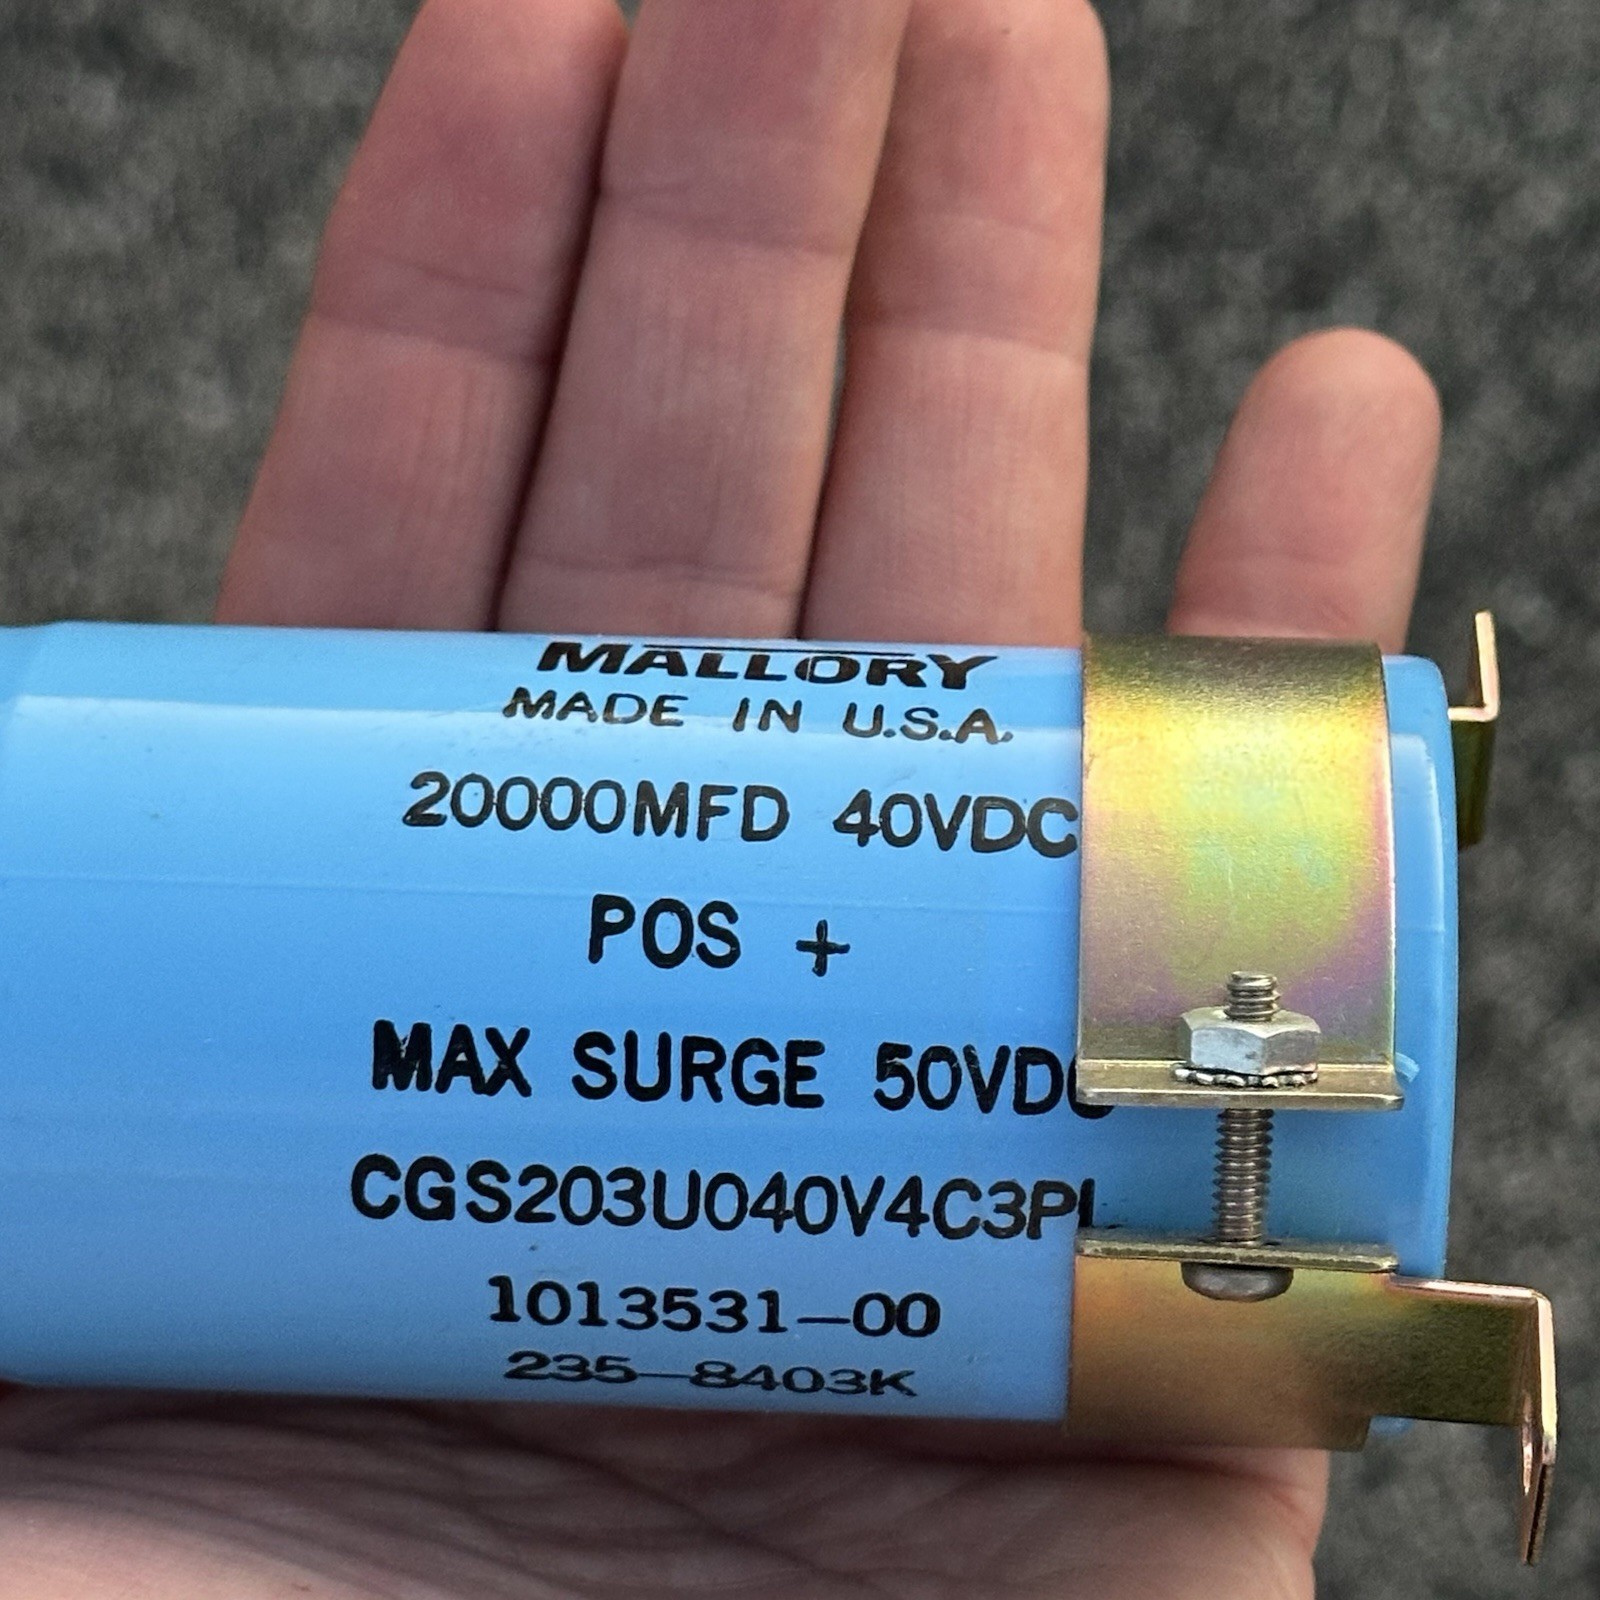 MALLORY
MADE IN U.S.A.
20000MFD 40VDC
POS +
MAX SURGE 50VDC
CGS203U040V4C3PL
1013531-00
235-8403K